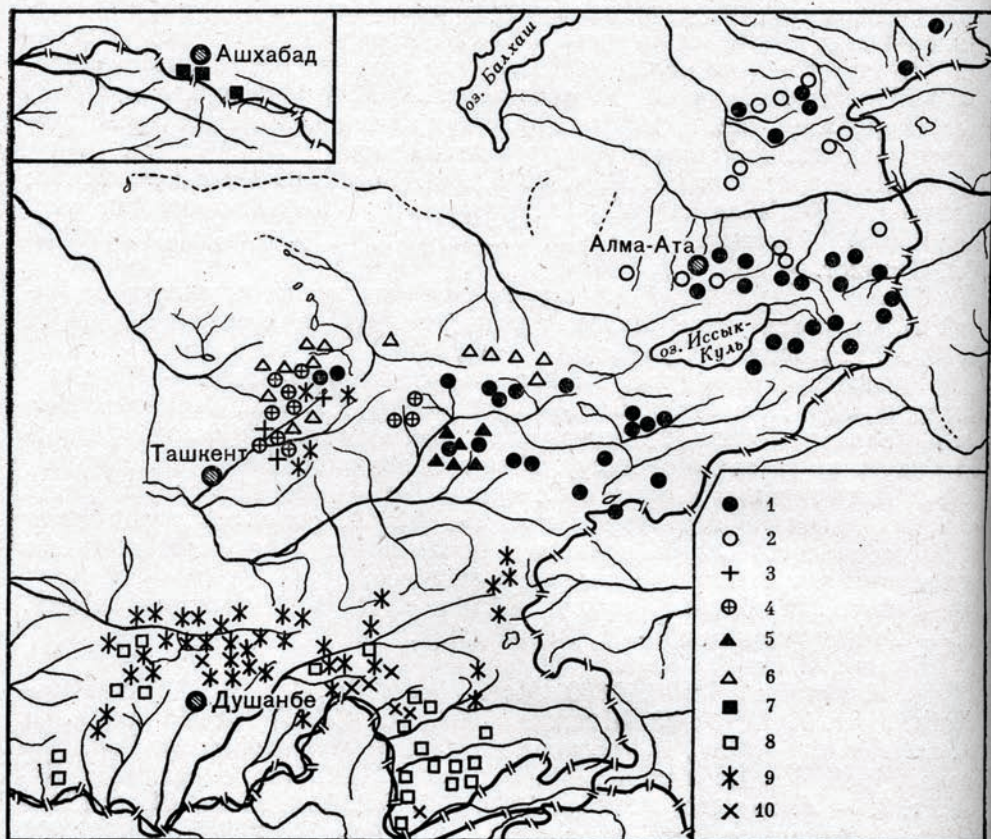 Ашхабад
оз. Балхаш
Алма-Ата
оз. Иссык-
Куль
Ташкент
Душанбе
1
2
3
4
5
6
7
8
9
10